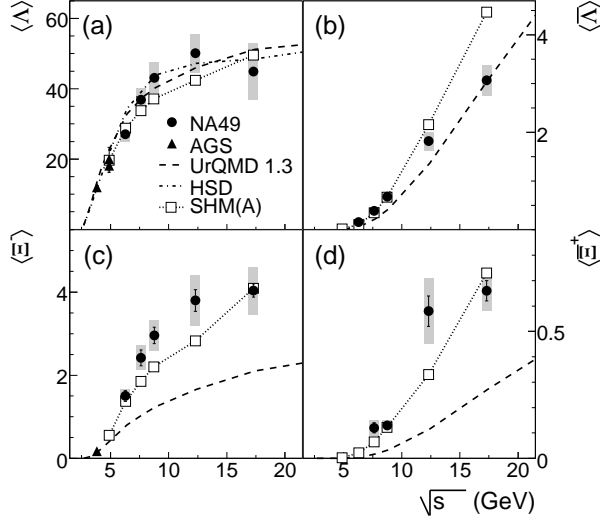 ⟨Λ⟩
60
40
20
0
(a)
NA49
AGS
UrQMD 1.3
HSD
SHM(A)
(b)
⟨Λ̅⟩
4
2
⟨Ξ⁻⟩
4
2
0
(c)
(d)
⟨Ξ̅⁺⟩
0.5
0
5 10 15 20
5 10 15 20
√s (GeV)